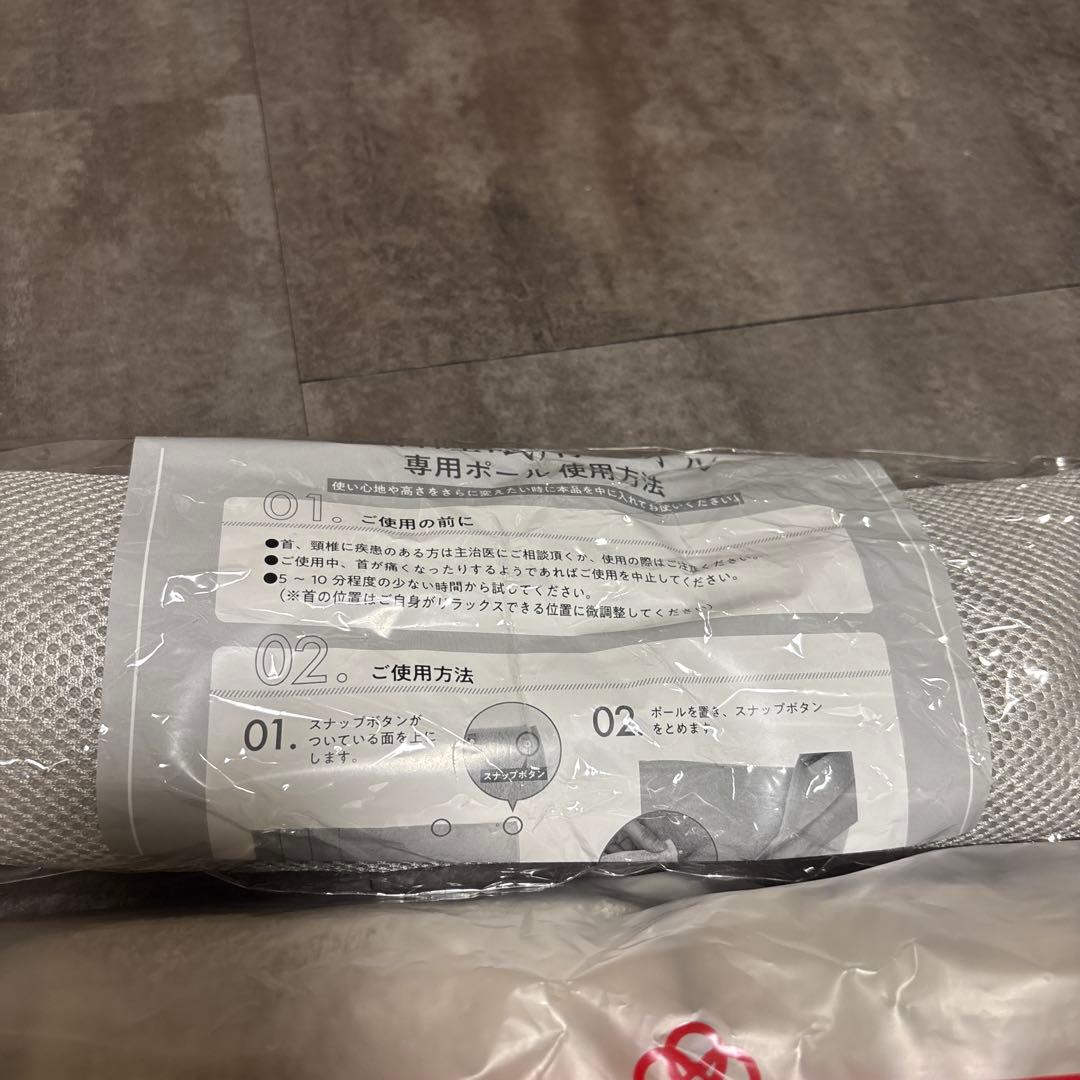 専用ポール 使用方法
使い心地や高さをさらに変えたい時に本品を中に入れてお使いください♪
01. ご使用の前に
●首、頸椎に疾患のある方は主治医にご相談頂くか、使用の際はご注意ください。
●ご使用中、首が痛くなったりするようであればご使用を中止してください。
●5 〜 10 分程度の少ない時間から試してください。
（※首の位置はご自身がリラックスできる位置に微調整してください）
02. ご使用方法
01. スナップボタンが
ついている面を上に
します。
スナップボタン
02. ポールを置き、スナップボタン
をとめます